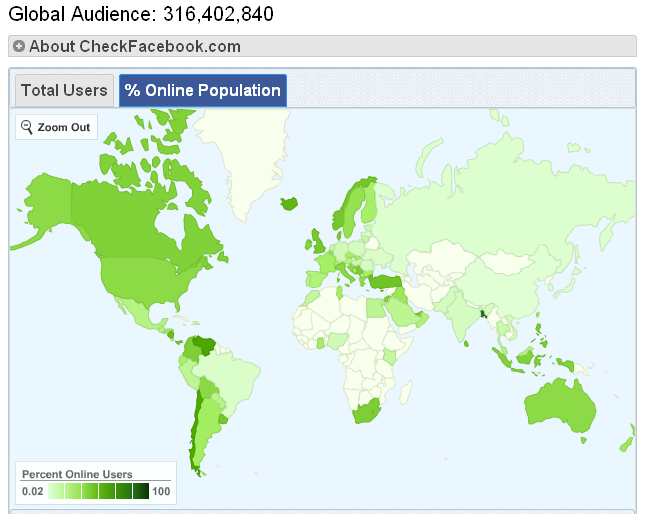 Global Audience: 316,402,840
About CheckFacebook.com
Total Users
% Online Population
Zoom Out
Percent Online Users
0.02 100